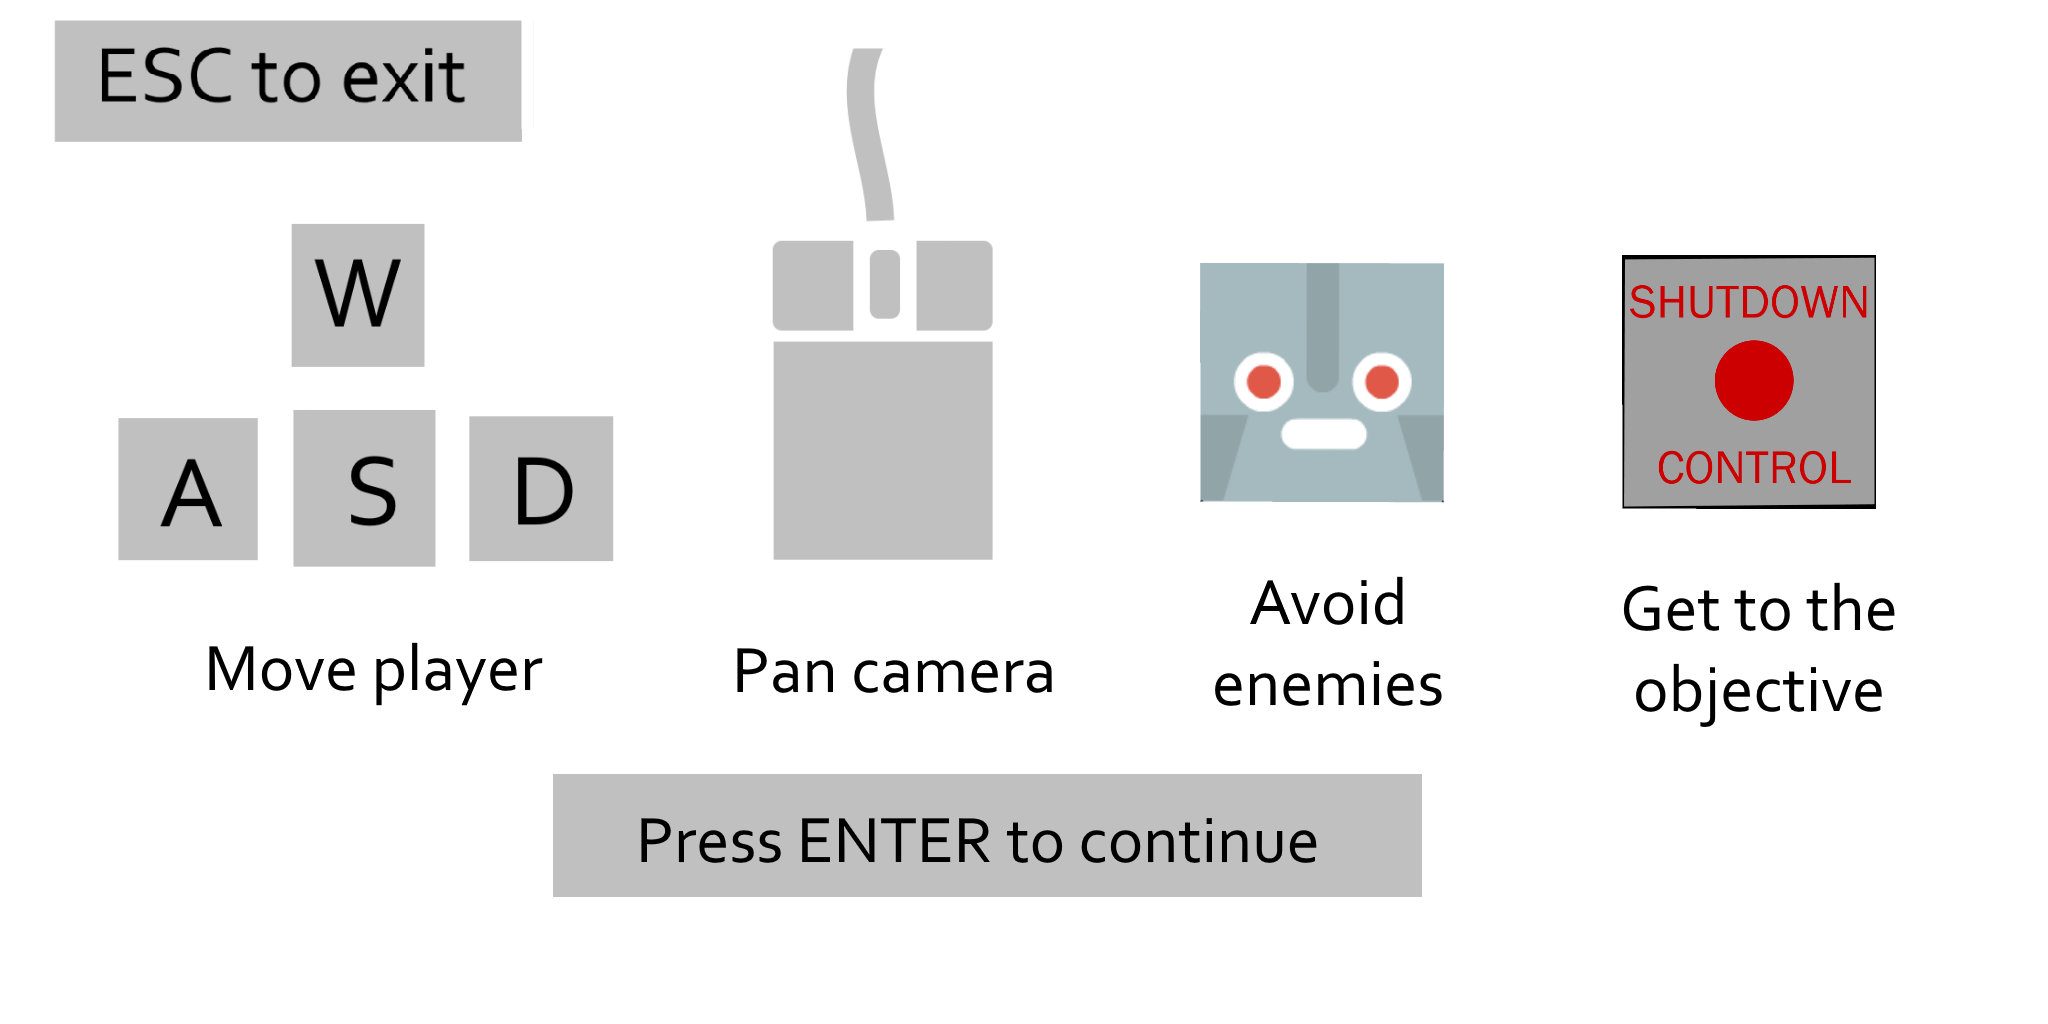 ESC to exit
W
A S D
Move player
Pan camera
Avoid
enemies
SHUTDOWN
CONTROL
Get to the
objective
Press ENTER to continue